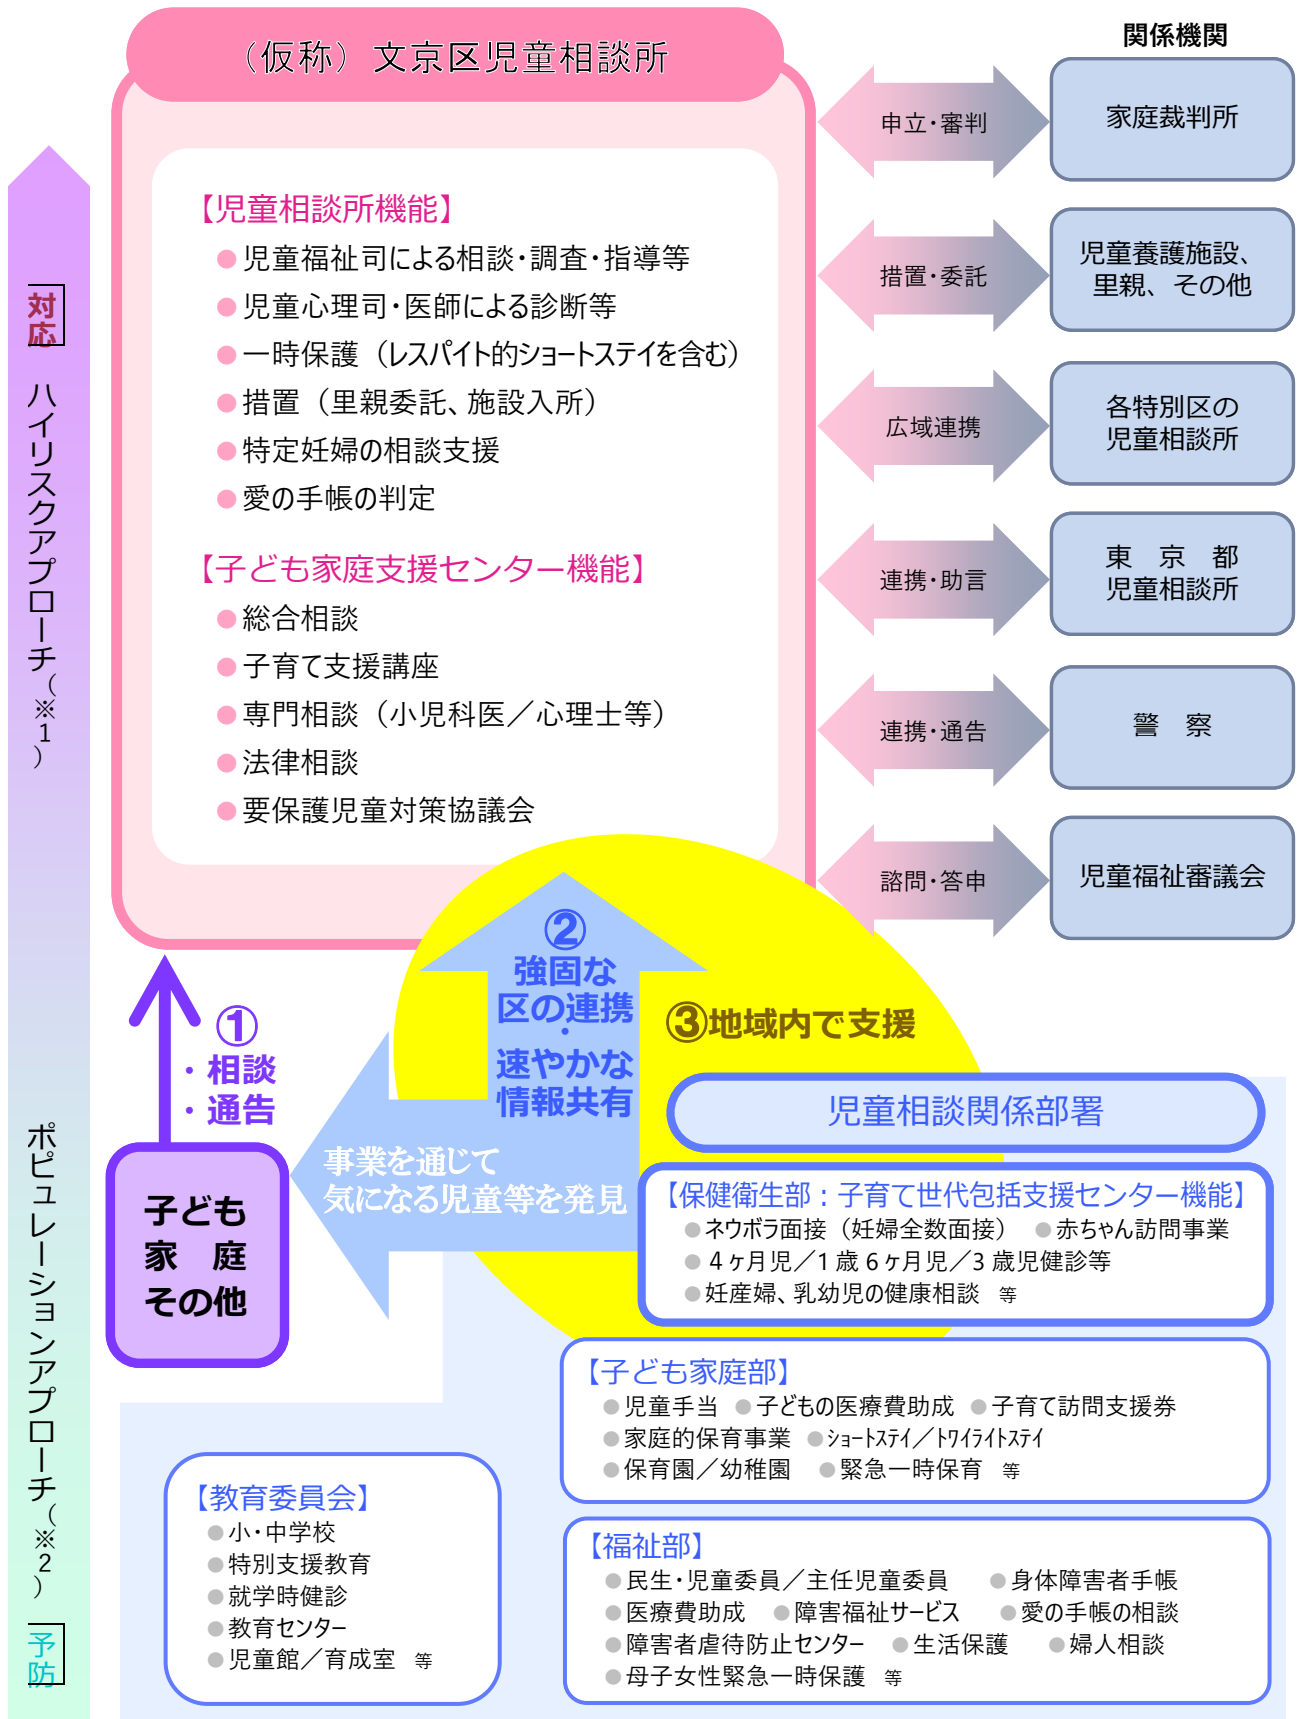 （仮称）文京区児童相談所
【児童相談所機能】
●児童福祉司による相談・調査・指導等
●児童心理司・医師による診断等
●一時保護（レスパイト的ショートステイを含む）
●措置（里親委託、施設入所）
●特定妊婦の相談支援
●愛の手帳の判定
【子ども家庭支援センター機能】
●総合相談
●子育て支援講座
●専門相談（小児科医／心理士等）
●法律相談
●要保護児童対策協議会
関係機関
申立・審判
家庭裁判所
措置・委託
児童養護施設、
里親、その他
広域連携
各特別区の
児童相談所
連携・助言
東　京　都
児童相談所
連携・通告
警　察
諮問・答申
児童福祉審議会
対応
ハイリスクアプローチ（※1）
ポピュレーションアプローチ（※2）
予防
①
・相談
・通告
子ども
家　庭
その他
②
強固な
区の連携
・
速やかな
情報共有
事業を通じて
気になる児童等を発見
③地域内で支援
児童相談関係部署
【保健衛生部：子育て世代包括支援センター機能】
●ネウボラ面接（妊婦全数面接）　●赤ちゃん訪問事業
●４ヶ月児／1 歳 6 ヶ月児／3 歳児健診等
●妊産婦、乳幼児の健康相談　等
【子ども家庭部】
●児童手当　●子どもの医療費助成　●子育て訪問支援券
●家庭的保育事業　●ｼｮｰﾄｽﾃｲ／ﾄﾜｲﾗｲﾄｽﾃｲ
●保育園／幼稚園　●緊急一時保育　等
【教育委員会】
●小・中学校
●特別支援教育
●就学時健診
●教育センター
●児童館／育成室　等
【福祉部】
●民生・児童委員／主任児童委員　●身体障害者手帳
●医療費助成　●障害福祉サービス　●愛の手帳の相談
●障害者虐待防止センター　●生活保護　●婦人相談
●母子女性緊急一時保護　等